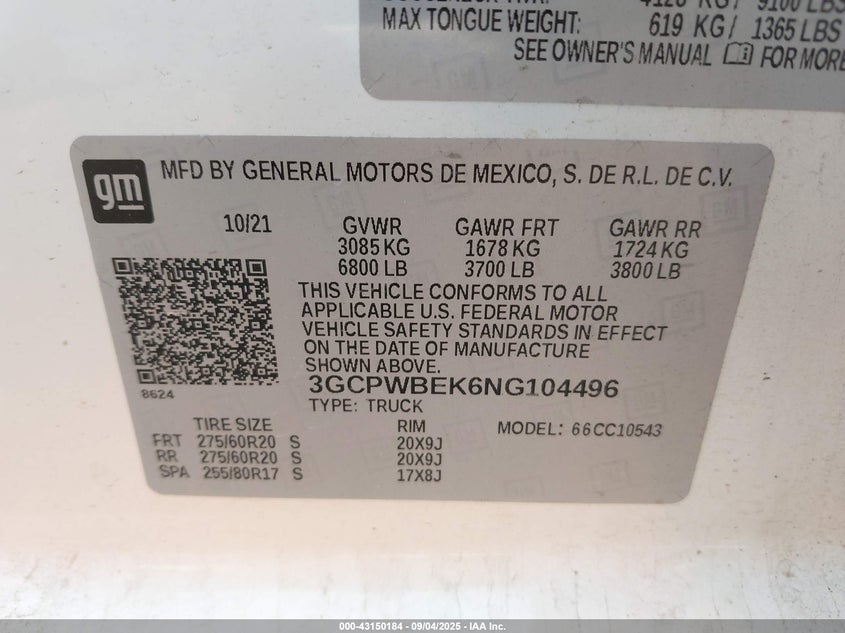 4128 KG / 9100 LBS
MAX TONGUE WEIGHT: 619 KG / 1365 LBS
SEE OWNER'S MANUAL FOR MORE
gm MFD BY GENERAL MOTORS DE MEXICO, S. DE R.L. DE C.V.
10/21 GVWR GAWR FRT GAWR RR
3085 KG 1678 KG 1724 KG
6800 LB 3700 LB 3800 LB
THIS VEHICLE CONFORMS TO ALL
APPLICABLE U.S. FEDERAL MOTOR
VEHICLE SAFETY STANDARDS IN EFFECT
ON THE DATE OF MANUFACTURE
SHOWN ABOVE.
8624 3GCPWBEK6NG104496
TYPE: TRUCK
TIRE SIZE RIM MODEL: 66CC10543
FRT 275/60R20 S 20X9J
RR 275/60R20 S 20X9J
SPA 255/80R17 S 17X8J
000-43150184 - 09/04/2025 - IAA Inc.